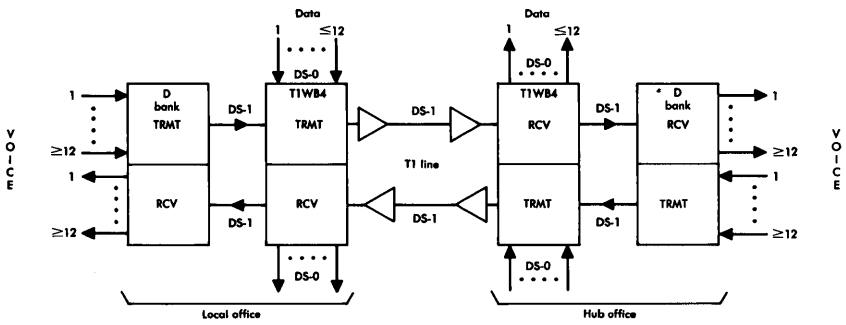 Data
Data
1
≤12
1
≤12
DS-0
DS-0
1
D
bank
TRMT
DS-1
T1WB4
TRMT
DS-1
T1WB4
RCV
DS-1
D
bank
RCV
1
≥12
≥12
VOICE
T1 line
VOICE
1
RCV
DS-1
RCV
DS-1
TRMT
DS-1
TRMT
1
≥12
≥12
DS-0
DS-0
Local office
Hub office